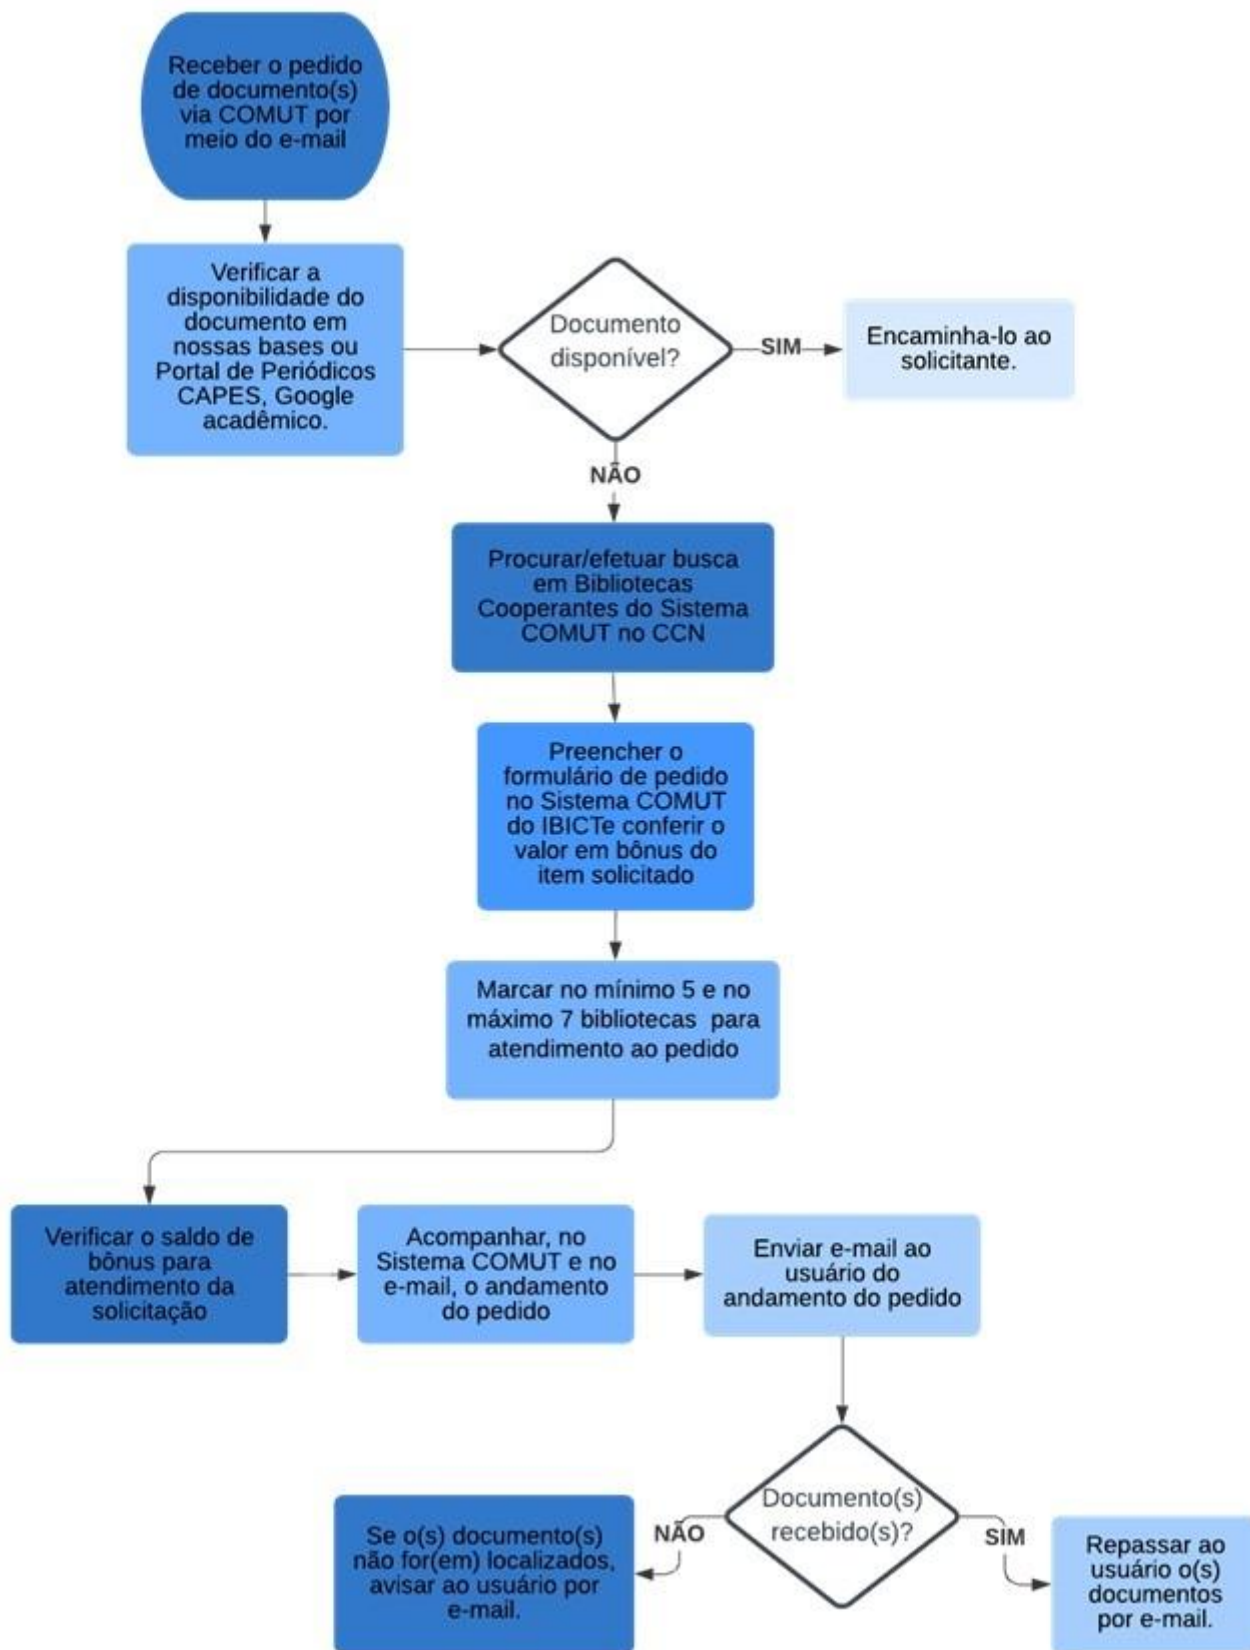 Receber o pedido
de documento(s)
via COMUT por
meio do e-mail
Verificar a
disponibilidade do
documento em
nossas bases ou
Portal de Periódicos
CAPES, Google
acadêmico.
Documento
disponível?
SIM
Encaminha-lo ao
solicitante.
NÃO
Procurar/efetuar busca
em Bibliotecas
Cooperantes do Sistema
COMUT no CCN
Preencher o
formulário de pedido
no Sistema COMUT
do IBICTe conferir o
valor em bônus do
item solicitado
Marcar no mínimo 5 e no
máximo 7 bibliotecas para
atendimento ao pedido
Verificar o saldo de
bônus para
atendimento da
solicitação
Acompanhar, no
Sistema COMUT e no
e-mail, o andamento
do pedido
Enviar e-mail ao
usuário do
andamento do pedido
Documento(s)
recebido(s)?
NÃO
Se o(s) documento(s)
não for(em) localizados,
avisar ao usuário por
e-mail.
SIM
Repassar ao
usuário o(s)
documentos
por e-mail.